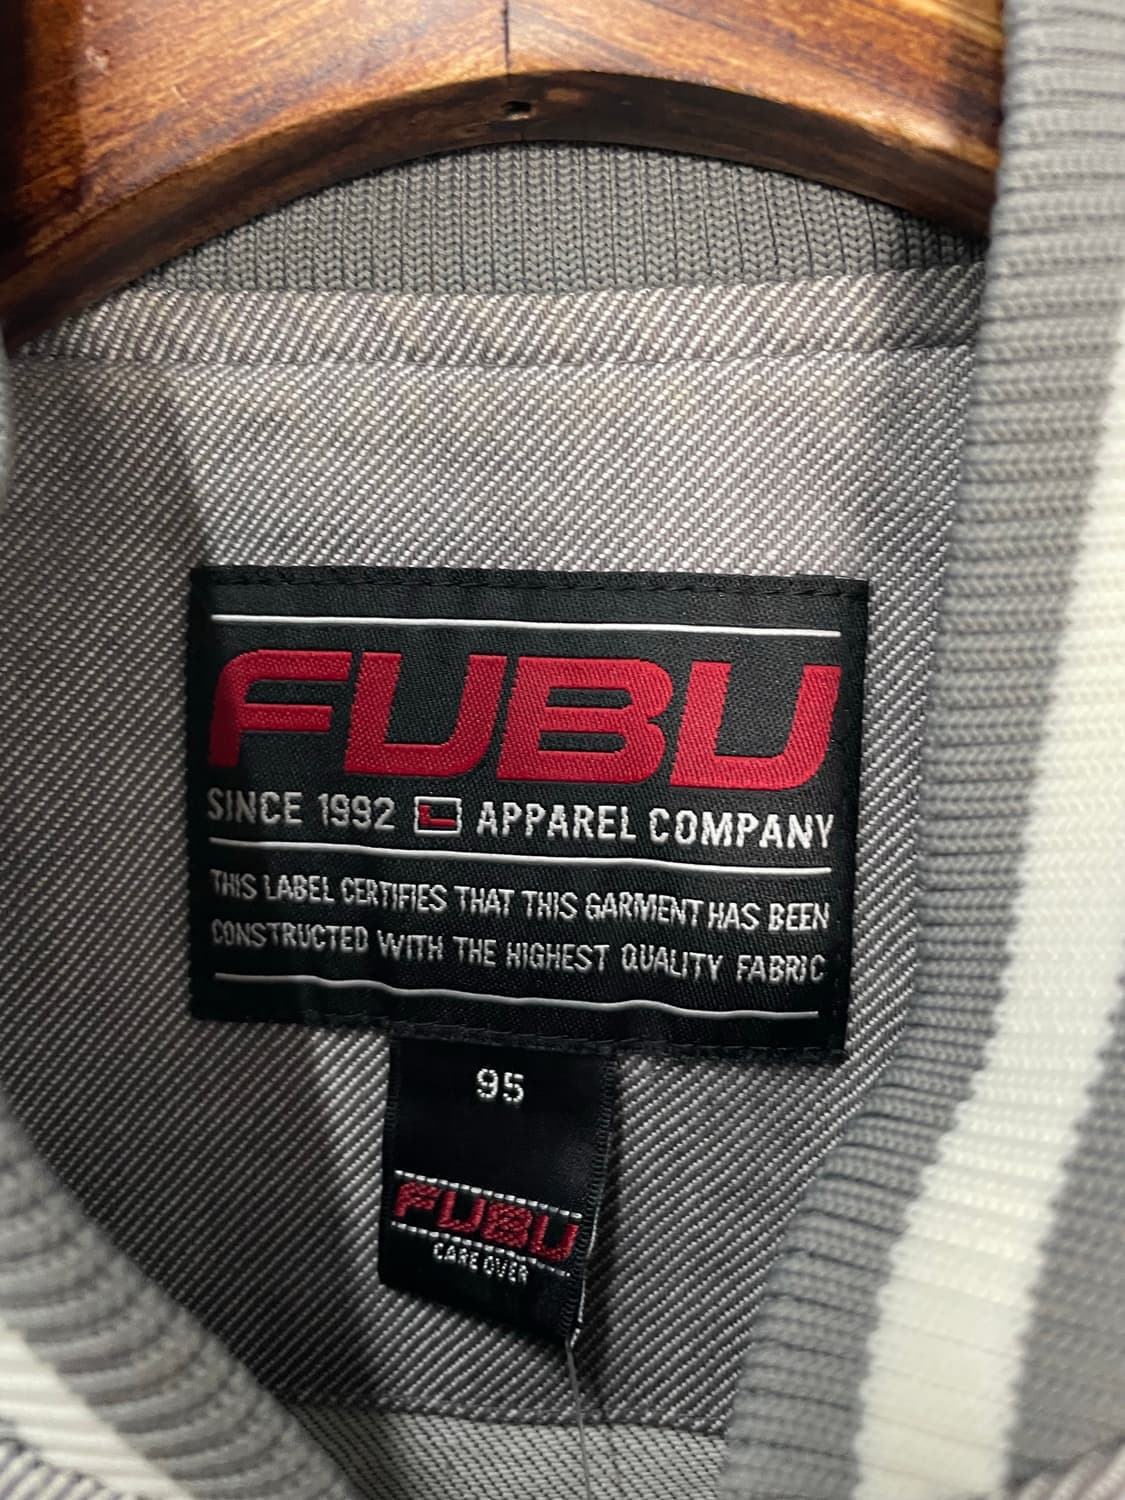 FUBU
SINCE 1992 APPAREL COMPANY
THIS LABEL CERTIFIES THAT THIS GARMENT HAS BEEN
CONSTRUCTED WITH THE HIGHEST QUALITY FABRIC
95
FUBU
CARE OVER